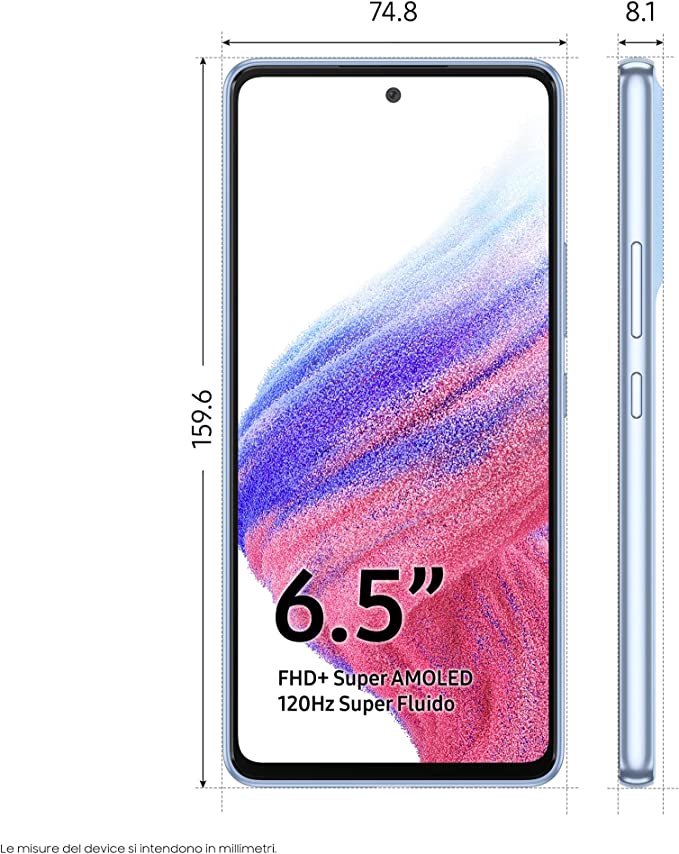 74.8
8.1
159.6
6.5”
FHD+ Super AMOLED
120Hz Super Fluido
Le misure del device si intendono in millimetri.